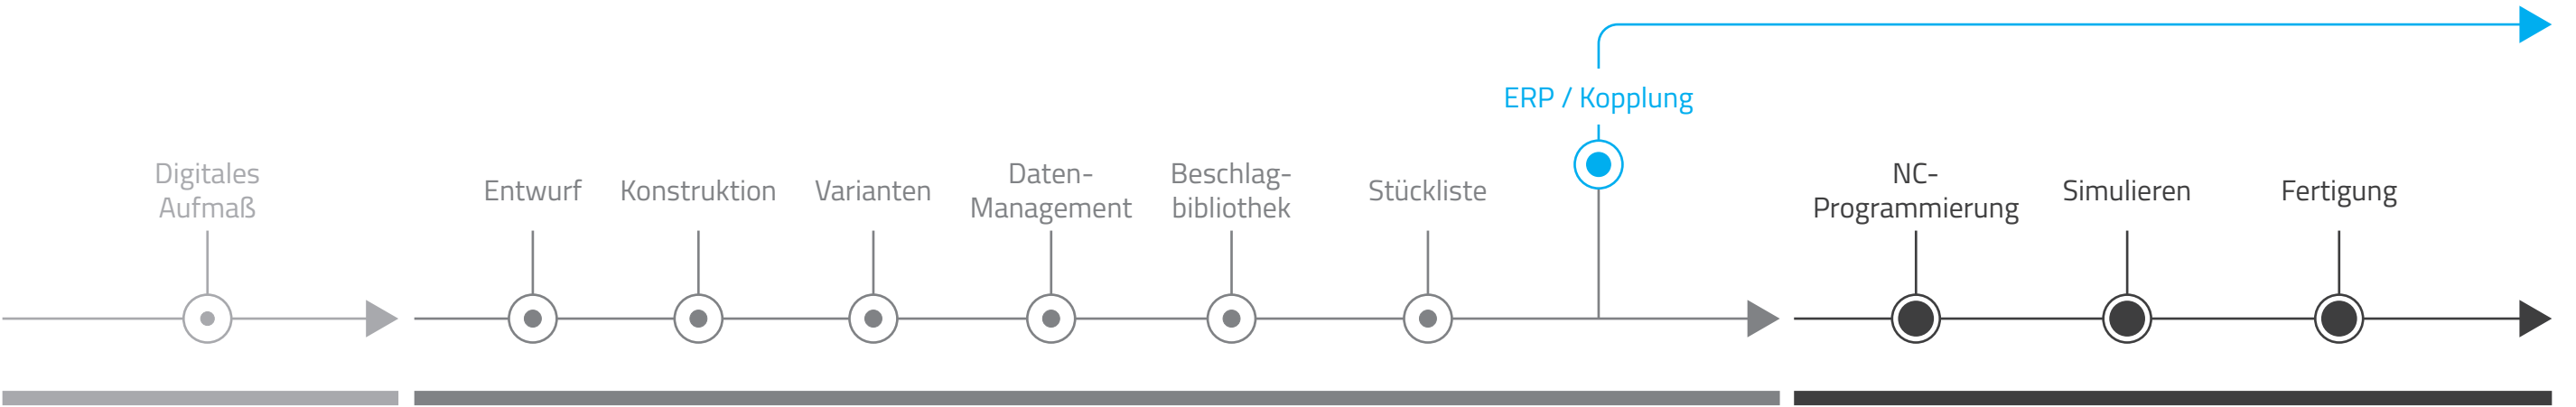 Digitales
Aufmaß
Entwurf
Konstruktion
Varianten
Daten-
Management
Beschlag-
bibliothek
Stückliste
ERP / Kopplung
NC-
Programmierung
Simulieren
Fertigung